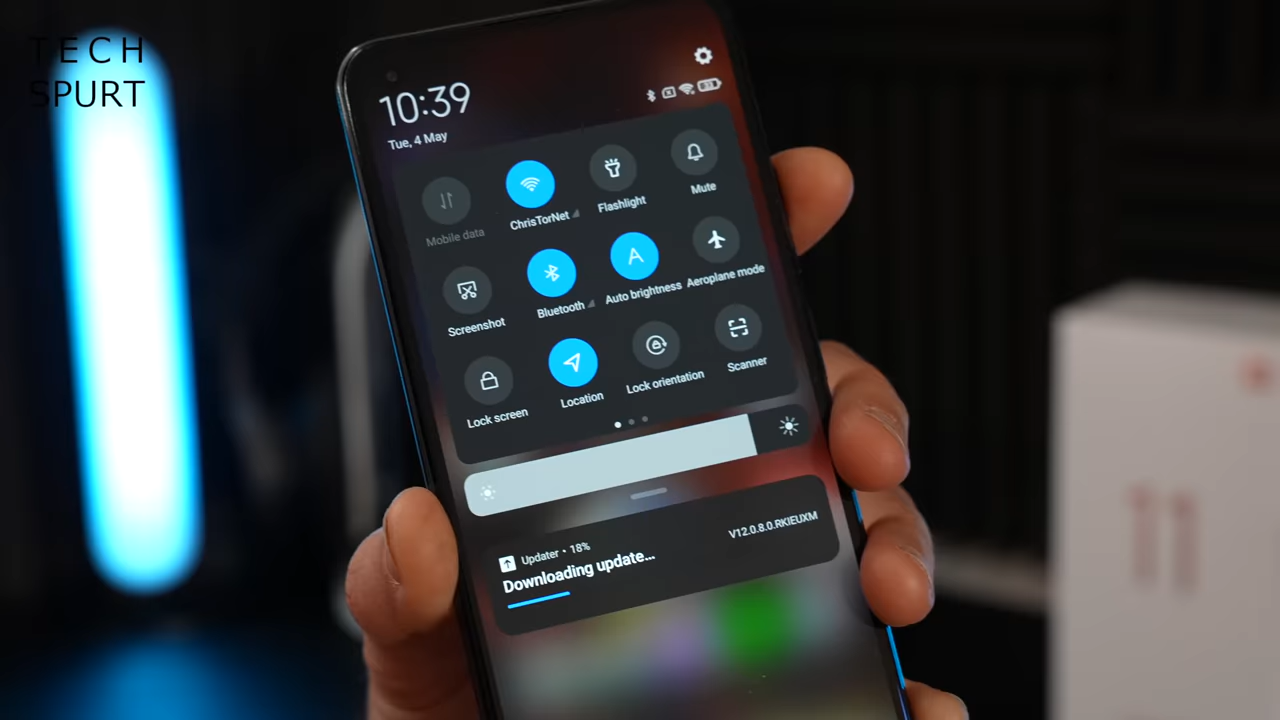 TECH
SPURT
10:39
Tue, 4 May
Mobile data
ChrisTorNet
Flashlight
Mute
Screenshot
Bluetooth
Auto brightness
Aeroplane mode
Lock screen
Location
Lock orientation
Scanner
Updater • 18%
V12.0.8.0.RKIEUXM
Downloading update...
11